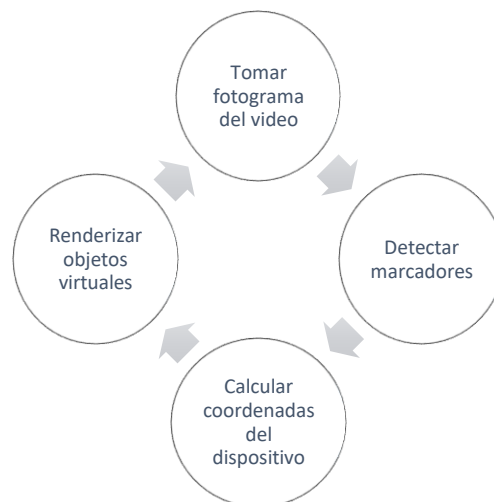 Tomar
fotograma
del video
Detectar
marcadores
Calcular
coordenadas
del
dispositivo
Renderizar
objetos
virtuales